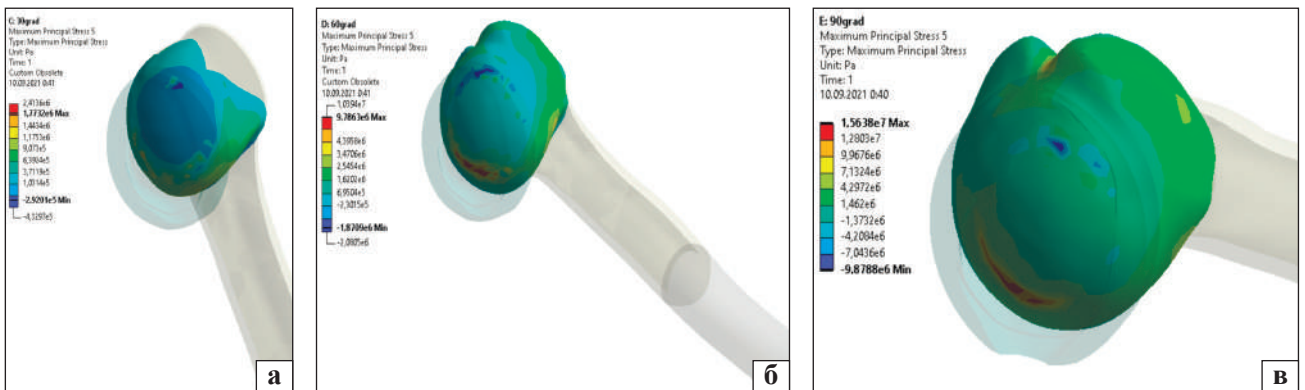 C: 30grad
Maximum Principal Stress 5
Type: Maximum Principal Stress
Unit: Pa
Time: 1
Custom Obsolete
10.09.2021 0:41
2,4136e6
1,7732e6 Max
1,4434e6
1,1753e6
9,073e5
6,3924e5
3,7119e5
1,0314e5
-2,9201e5 Min
-4,3297e5
а
D: 60grad
Maximum Principal Stress 5
Type: Maximum Principal Stress
Unit: Pa
Time: 1
Custom Obsolete
10.09.2021 0:41
1,0394e7
9,7863e6 Max
4,3958e6
3,4706e6
2,5454e6
1,6202e6
6,9504e5
-2,3015e5
-1,8709e6 Min
-2,0805e6
б
E: 90grad
Maximum Principal Stress 5
Type: Maximum Principal Stress
Unit: Pa
Time: 1
10.09.2021 0:40
1,5638e7 Max
1,2803e7
9,9676e6
7,1324e6
4,2972e6
1,462e6
-1,3732e6
-4,2084e6
-7,0436e6
-9,8788e6 Min
в